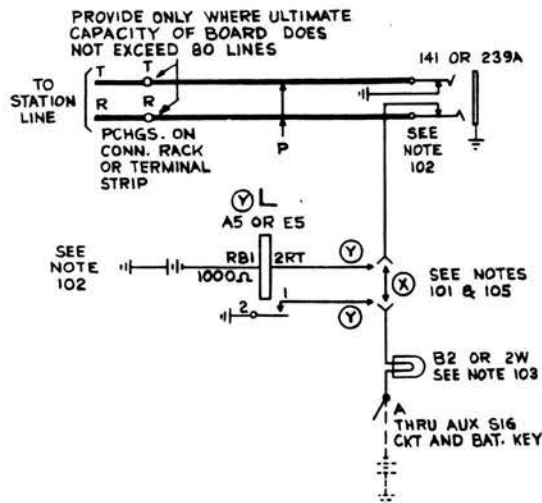 PROVIDE ONLY WHERE ULTIMATE
CAPACITY OF BOARD DOES
NOT EXCEED 80 LINES
141 OR 239A
T
T
TO
STATION
LINE
R
R
PCHGS. ON
CONN. RACK
OR TERMINAL
STRIP
P
SEE
NOTE
102
Y L
A5 OR E5
SEE
NOTE
102
RB1
1000Ω
2RT
Y
X
SEE NOTES
101 & 105
2
1
Y
B2 OR 2W
SEE NOTE 103
A
THRU AUX SIG
CKT AND BAT. KEY